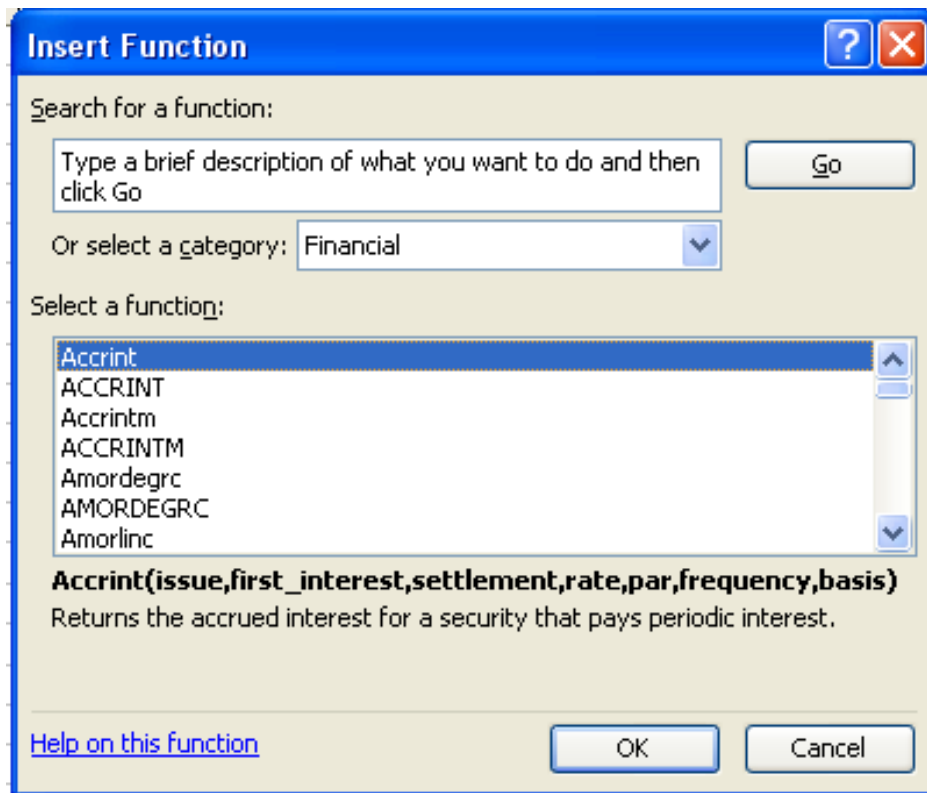 Insert Function
Search for a function:
Type a brief description of what you want to do and then
click Go
Go
Or select a category: Financial
Select a function:
Accrint
ACCRINT
Accrintm
ACCRINTM
Amordegrc
AMORDEGRC
Amorlinc
Accrint(issue,first_interest,settlement,rate,par,frequency,basis)
Returns the accrued interest for a security that pays periodic interest.
Help on this function
OK
Cancel